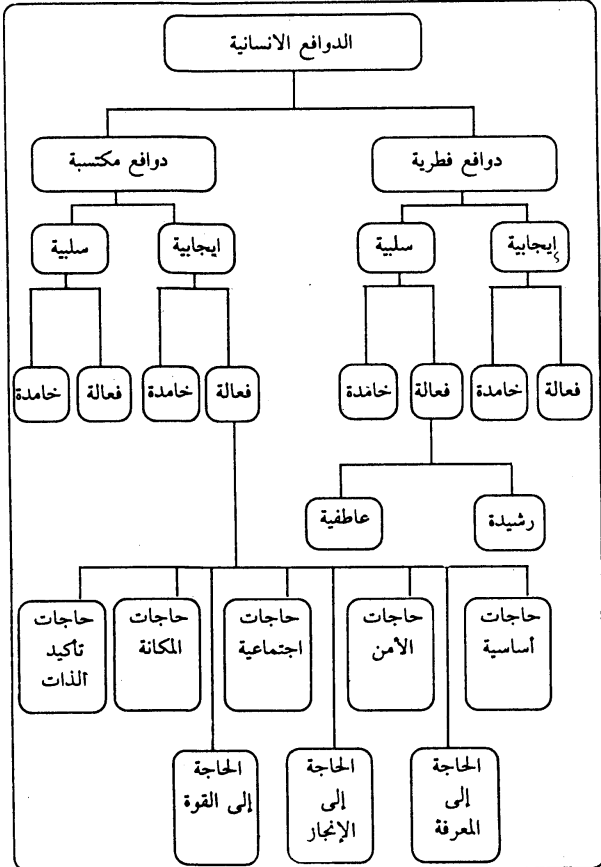 الدوافع الانسانية
دوافع فطرية
دوافع مكتسبة
إيجابية
سلبية
ايجابية
سلبية
فعالة
خامدة
فعالة
خامدة
فعالة
خامدة
فعالة
خامدة
رشيدة
عاطفية
حاجات
أساسية
حاجات
الأمن
حاجات
اجتماعية
حاجات
المكانة
حاجات
تأكيد
الذات
الحاجة
إلى
المعرفة
الحاجة
إلى
الإنجاز
الحاجة
إلى القوة